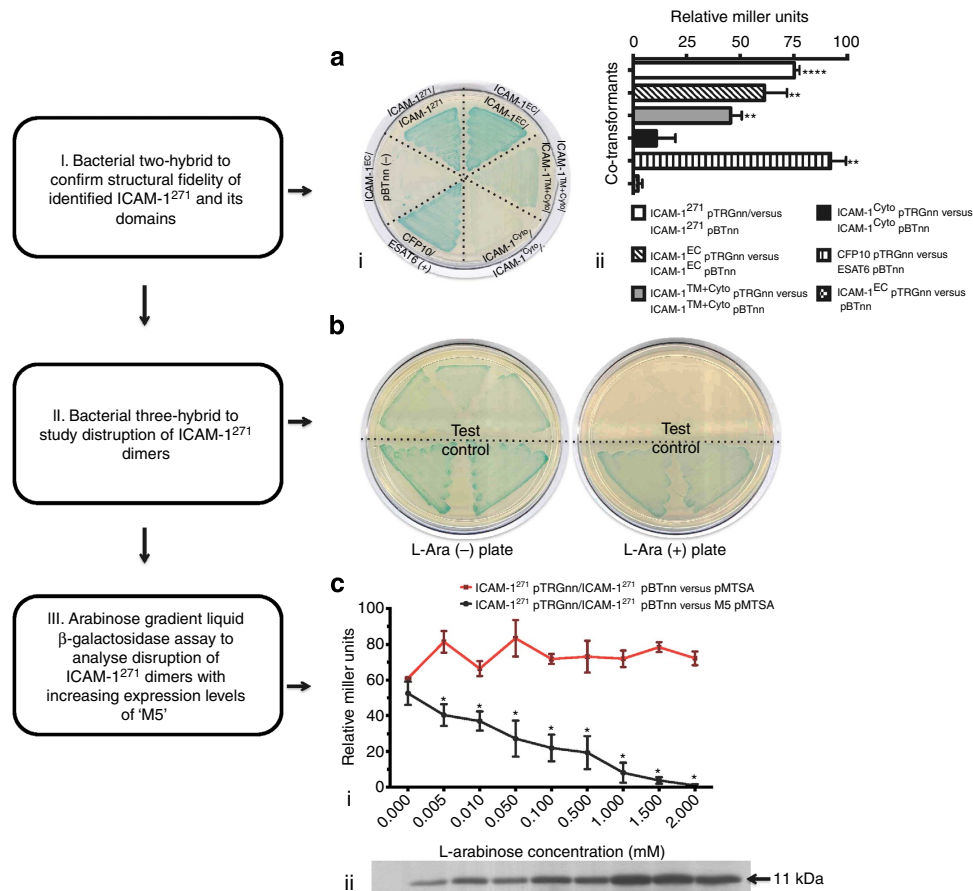 I. Bacterial two-hybrid to
confirm structural fidelity of
identified ICAM-1²⁷¹ and its
domains
II. Bacterial three-hybrid to
study distruption of ICAM-1²⁷¹
dimers
III. Arabinose gradient liquid
β-galactosidase assay to
analyse disruption of
ICAM-1²⁷¹ dimers with
increasing expression levels
of ‘M5’
a
ICAM-1²⁷¹/
ICAM-1²⁷¹
ICAM-1ᴱᶜ/
ICAM-1ᴱᶜ/
ICAM-1ᵀᴹ⁺ᶜʸᵗᵒ/
ICAM-1ᵀᴹ⁺ᶜʸᵗᵒ/
ICAM-1ᶜʸᵗᵒ/
ICAM-1ᶜʸᵗᵒ/
CFP10/
ESAT6 (+)
ICAM-1ᴱᶜ/
pBTnn (–)
i
Relative miller units
0 25 50 75 100
Co-transformants
****
**
**
**
ii
ICAM-1²⁷¹ pTRGnn/versus
ICAM-1²⁷¹ pBTnn
ICAM-1ᴱᶜ pTRGnn versus
ICAM-1ᴱᶜ pBTnn
ICAM-1ᵀᴹ⁺ᶜʸᵗᵒ pTRGnn versus
ICAM-1ᵀᴹ⁺ᶜʸᵗᵒ pBTnn
ICAM-1ᶜʸᵗᵒ pTRGnn versus
ICAM-1ᶜʸᵗᵒ pBTnn
CFP10 pTRGnn versus
ESAT6 pBTnn
ICAM-1ᴱᶜ pTRGnn versus
pBTnn
b
Test
control
Test
control
L-Ara (–) plate
L-Ara (+) plate
c
ICAM-1²⁷¹ pTRGnn/ICAM-1²⁷¹ pBTnn versus pMTSA
ICAM-1²⁷¹ pTRGnn/ICAM-1²⁷¹ pBTnn versus M5 pMTSA
Relative miller units
100
80
60
40
20
0
* * * * * * * *
i
0.000 0.005 0.010 0.050 0.100 0.500 1.000 1.500 2.000
L-arabinose concentration (mM)
ii
11 kDa